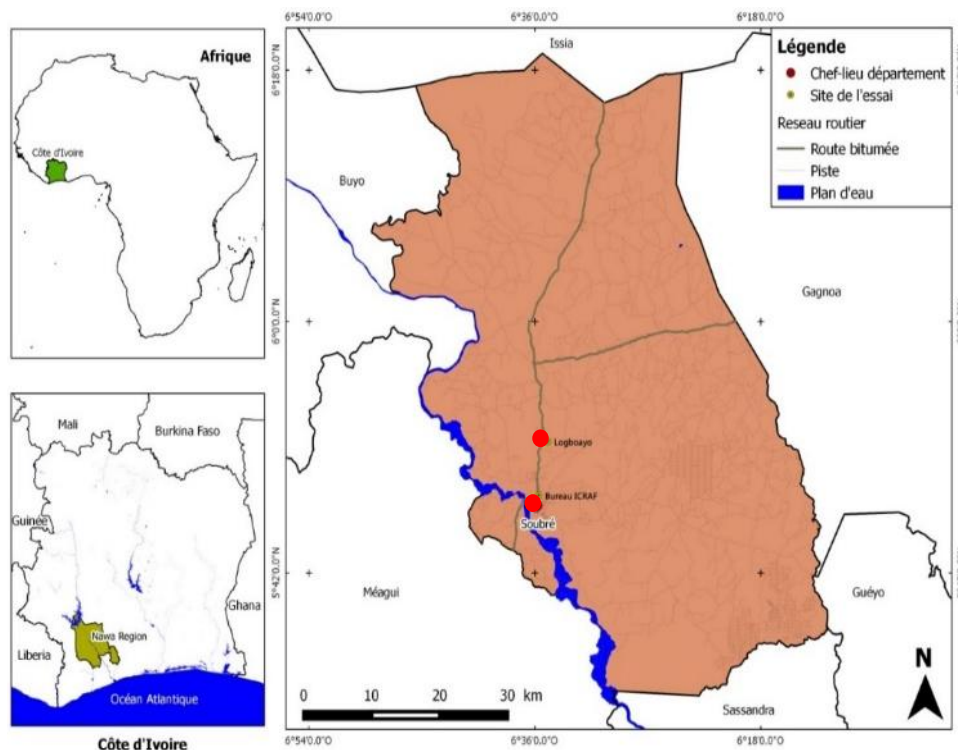 Afrique
Côte d'Ivoire
Mali
Burkina Faso
Guinée
Ghana
Nawa Region
Liberia
Océan Atlantique
Côte d'Ivoire
6°54'0.0"O
6°36'0.0"O
6°18'0.0"O
6°18'0.0"N
6°0'0.0"N
5°42'0.0"N
Issia
Buyo
Gagnoa
Logboayo
Bureau ICRAF
Soubré
Méagui
Guéyo
Sassandra
Légende
Chef-lieu département
Site de l'essai
Reseau routier
Route bitumée
Piste
Plan d'eau
0 10 20 30 km
N
6°54'0.0"O
6°36'0.0"O
6°18'0.0"O